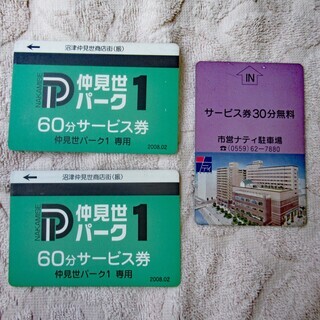 沼津仲見世商店街(振)
NAKAMISE
P
仲見世
パーク1
60分サービス券
仲見世パーク1 専用
2008.02
沼津仲見世商店街(振)
NAKAMISE
P
仲見世
パーク1
60分サービス券
仲見世パーク1 専用
2008.02
IN
サービス券30分無料
市営ナティ駐車場
☎(0559)62-7880